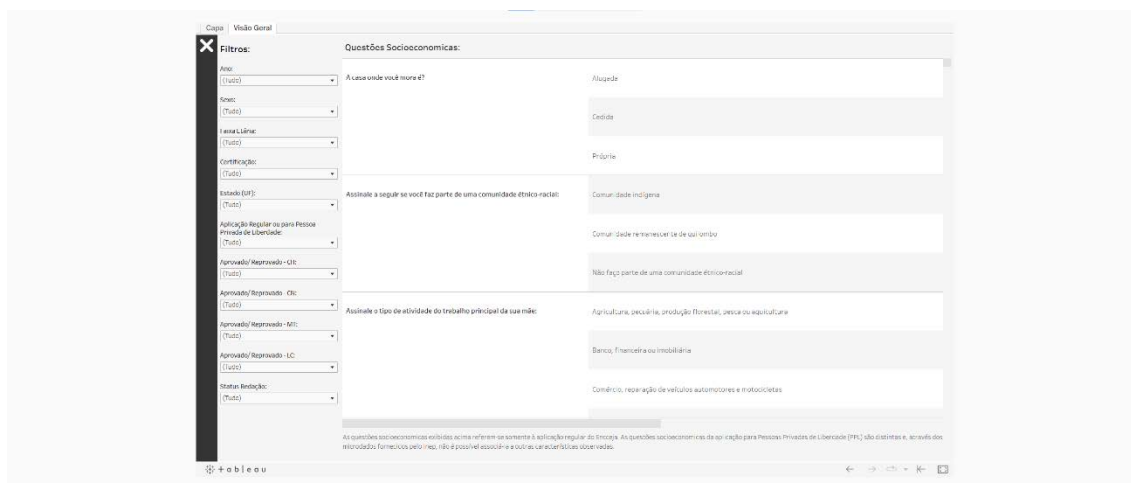 Capa Visão Geral
Filtros:
Questões Socioeconomicas:
Ano:
(Tudo)
Sexo:
(Tudo)
Faixa Etária:
(Tudo)
Certificação:
(Tudo)
Estado (UF):
(Tudo)
Aplicação Regular ou para Pessoa
Privada de Liberdade:
(Tudo)
Aprovado/ Reprovado - CH:
(Tudo)
Aprovado/ Reprovado - CN:
(Tudo)
Aprovado/ Reprovado - MT:
(Tudo)
Aprovado/ Reprovado - LC:
(Tudo)
Status Redação:
(Tudo)
A casa onde você mora é?
Alugada
Cedida
Própria
Assinale a seguir se você faz parte de uma comunidade étnico-racial:
Comunidade indígena
Comunidade remanescente de quilombo
Não faço parte de uma comunidade étnico-racial
Assinale o tipo de atividade do trabalho principal da sua mãe:
Agricultura, pecuária, produção florestal, pesca ou aquicultura
Banco, financeira ou imobiliária
Comércio, reparação de veículos automotores e motocicletas
As questões socioeconomicas exibidas acima referem-se somente à aplicação regular do Encceja. As questões socioeconomicas da aplicação para Pessoas Privadas de Liberdade (PPL) são distintas e, através dos
microdados fornecidos pelo Inep, não é possível associá-la a outras características observadas.
+ a b l e a u